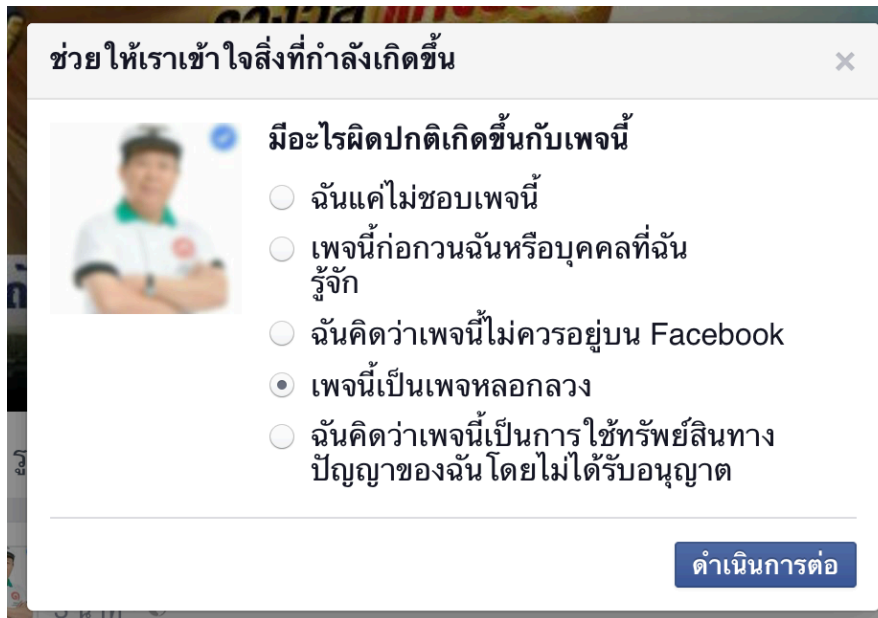 ช่วยให้เราเข้าใจสิ่งที่กำลังเกิดขึ้น
×
มีอะไรผิดปกติเกิดขึ้นกับเพจนี้
ฉันแค่ไม่ชอบเพจนี้
เพจนี้ก่อกวนฉันหรือบุคคลที่ฉัน
รู้จัก
ฉันคิดว่าเพจนี้ไม่ควรอยู่บน Facebook
เพจนี้เป็นเพจหลอกลวง
ฉันคิดว่าเพจนี้เป็นการใช้ทรัพย์สินทาง
ปัญญาของฉันโดยไม่ได้รับอนุญาต
ดำเนินการต่อ